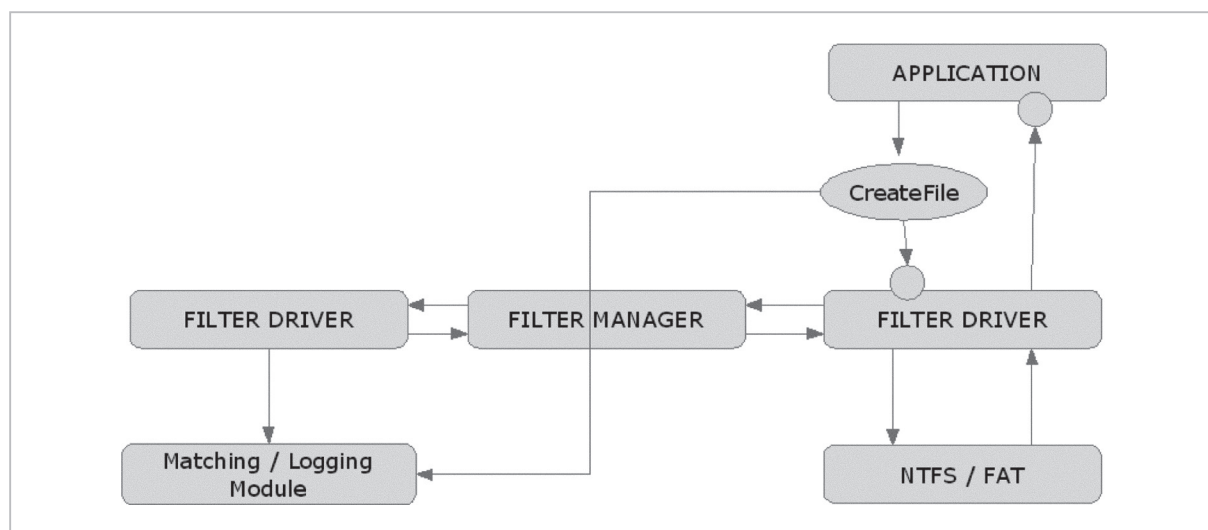 APPLICATION
CreateFile
FILTER DRIVER
FILTER MANAGER
FILTER DRIVER
Matching / Logging
Module
NTFS / FAT